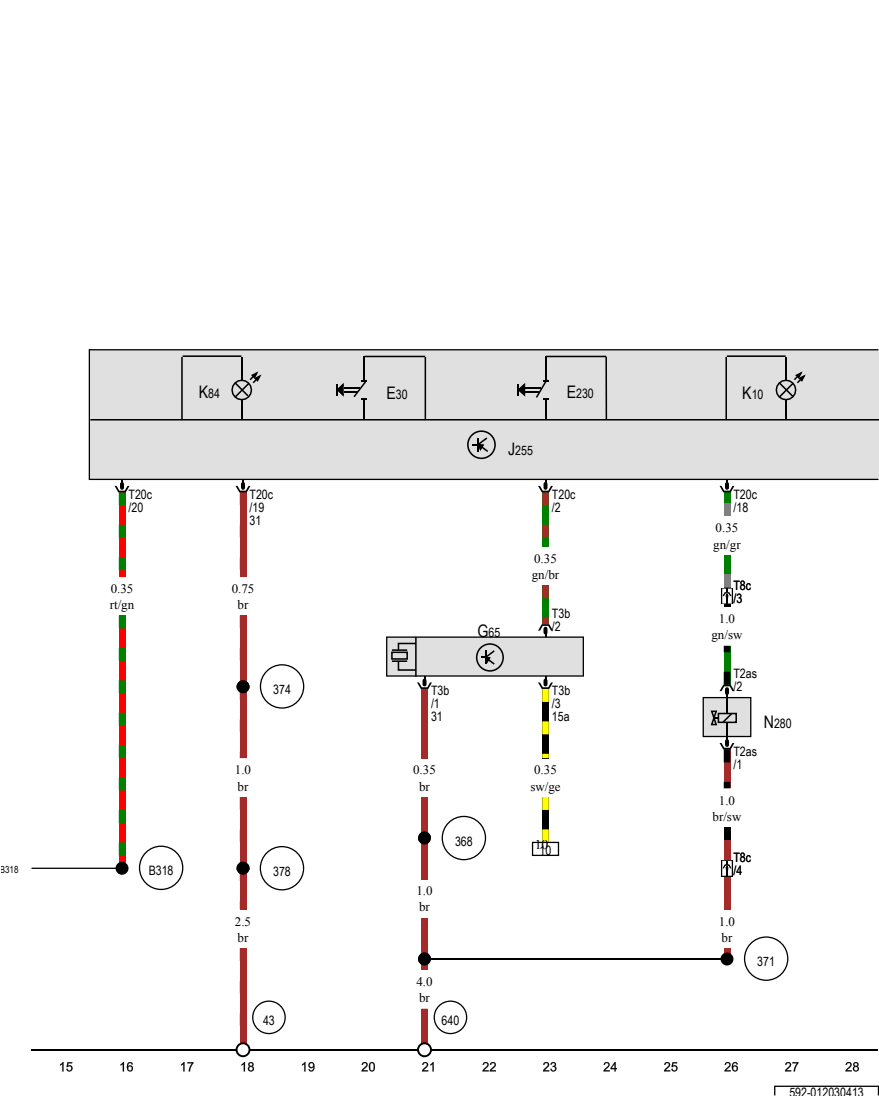 K84
E30
E230
K10
J255
T20c
/20
T20c
/19
31
T20c
/2
T20c
/18
0.35
gn/gr
0.35
gn/br
0.35
rt/gn
0.75
br
T8c
/3
T3b
/2
1.0
gn/sw
G65
T2as
/2
374
T3b
/1
31
T3b
/3
15a
N280
T2as
/1
1.0
br
0.35
br
0.35
sw/ge
1.0
br/sw
368
10
T8c
/4
B318
B318
378
1.0
br
2.5
br
1.0
br
371
4.0
br
43
640
15 16 17 18 19 20 21 22 23 24 25 26 27 28
592-012030413